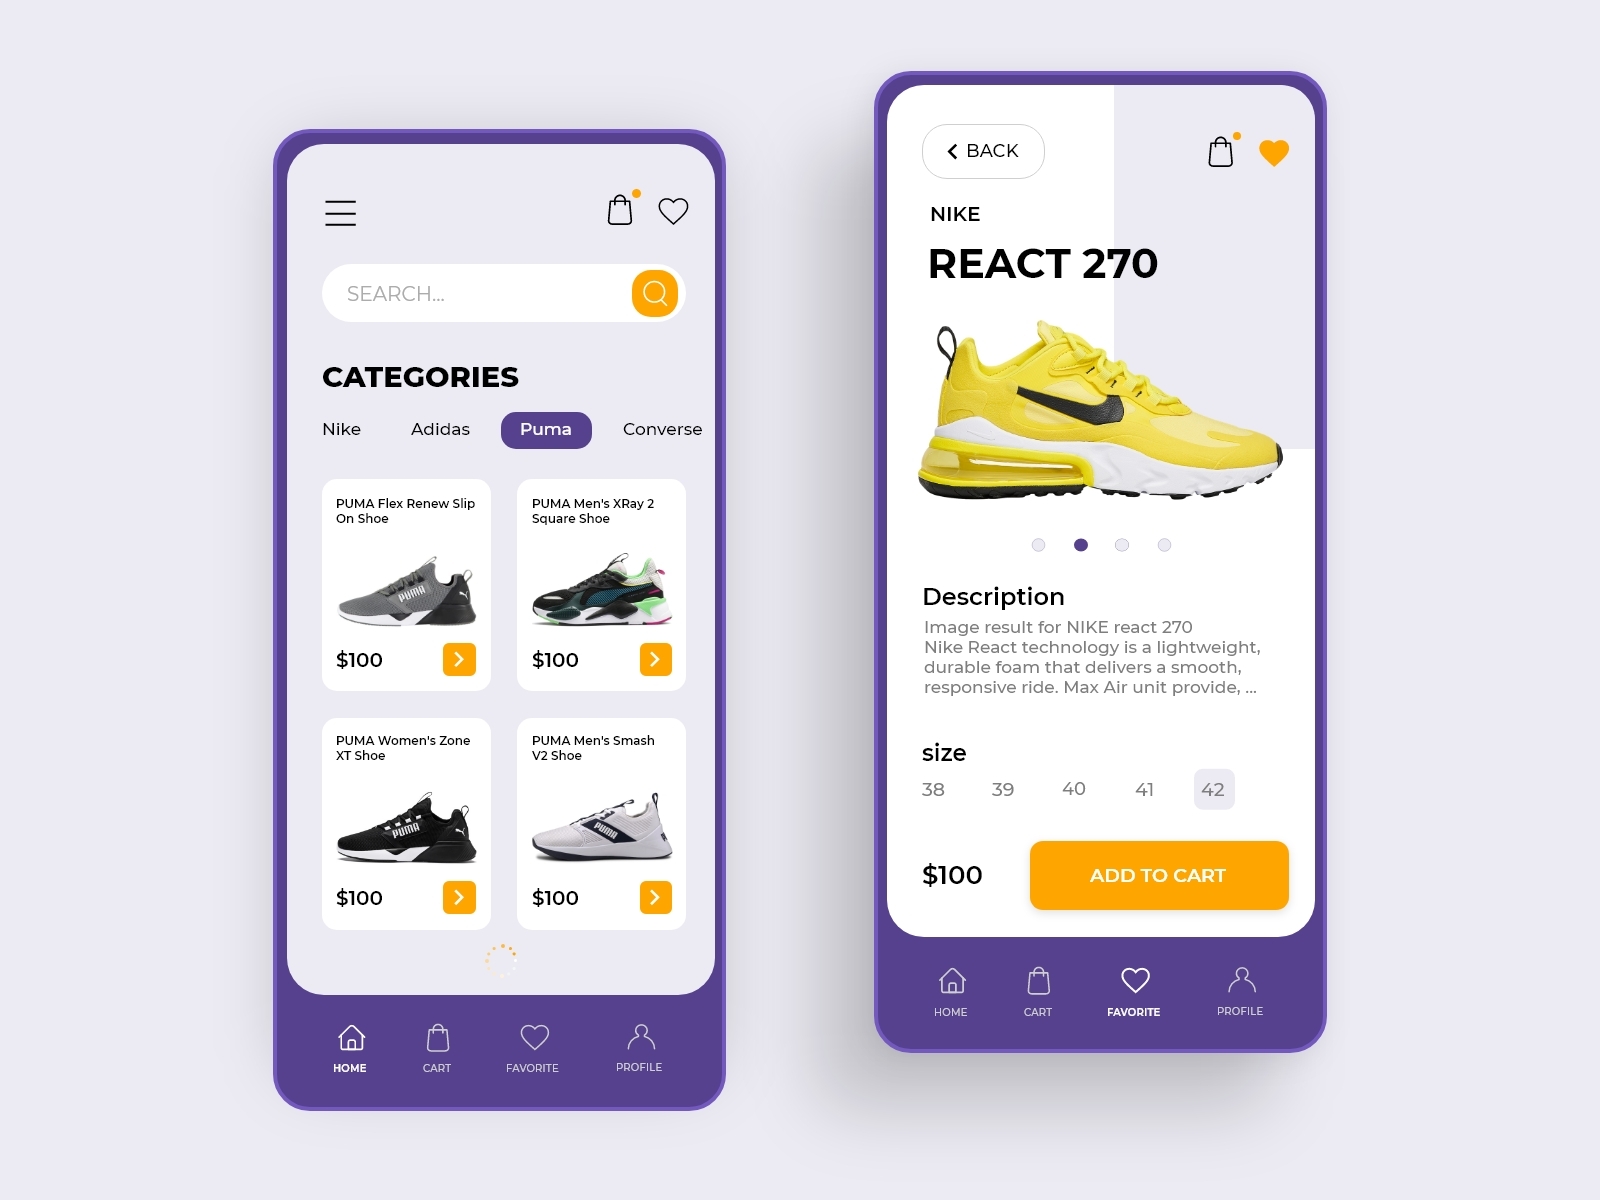 SEARCH...
CATEGORIES
Nike
Adidas
Puma
Converse
PUMA Flex Renew Slip
On Shoe
PUMA
$100
PUMA Men's XRay 2
Square Shoe
$100
PUMA Women's Zone
XT Shoe
PUMA
$100
PUMA Men's Smash
V2 Shoe
PUMA
$100
HOME
CART
FAVORITE
PROFILE
BACK
NIKE
REACT 270
Description
Image result for NIKE react 270
Nike React technology is a lightweight,
durable foam that delivers a smooth,
responsive ride. Max Air unit provide, ...
size
38
39
40
41
42
$100
ADD TO CART
HOME
CART
FAVORITE
PROFILE